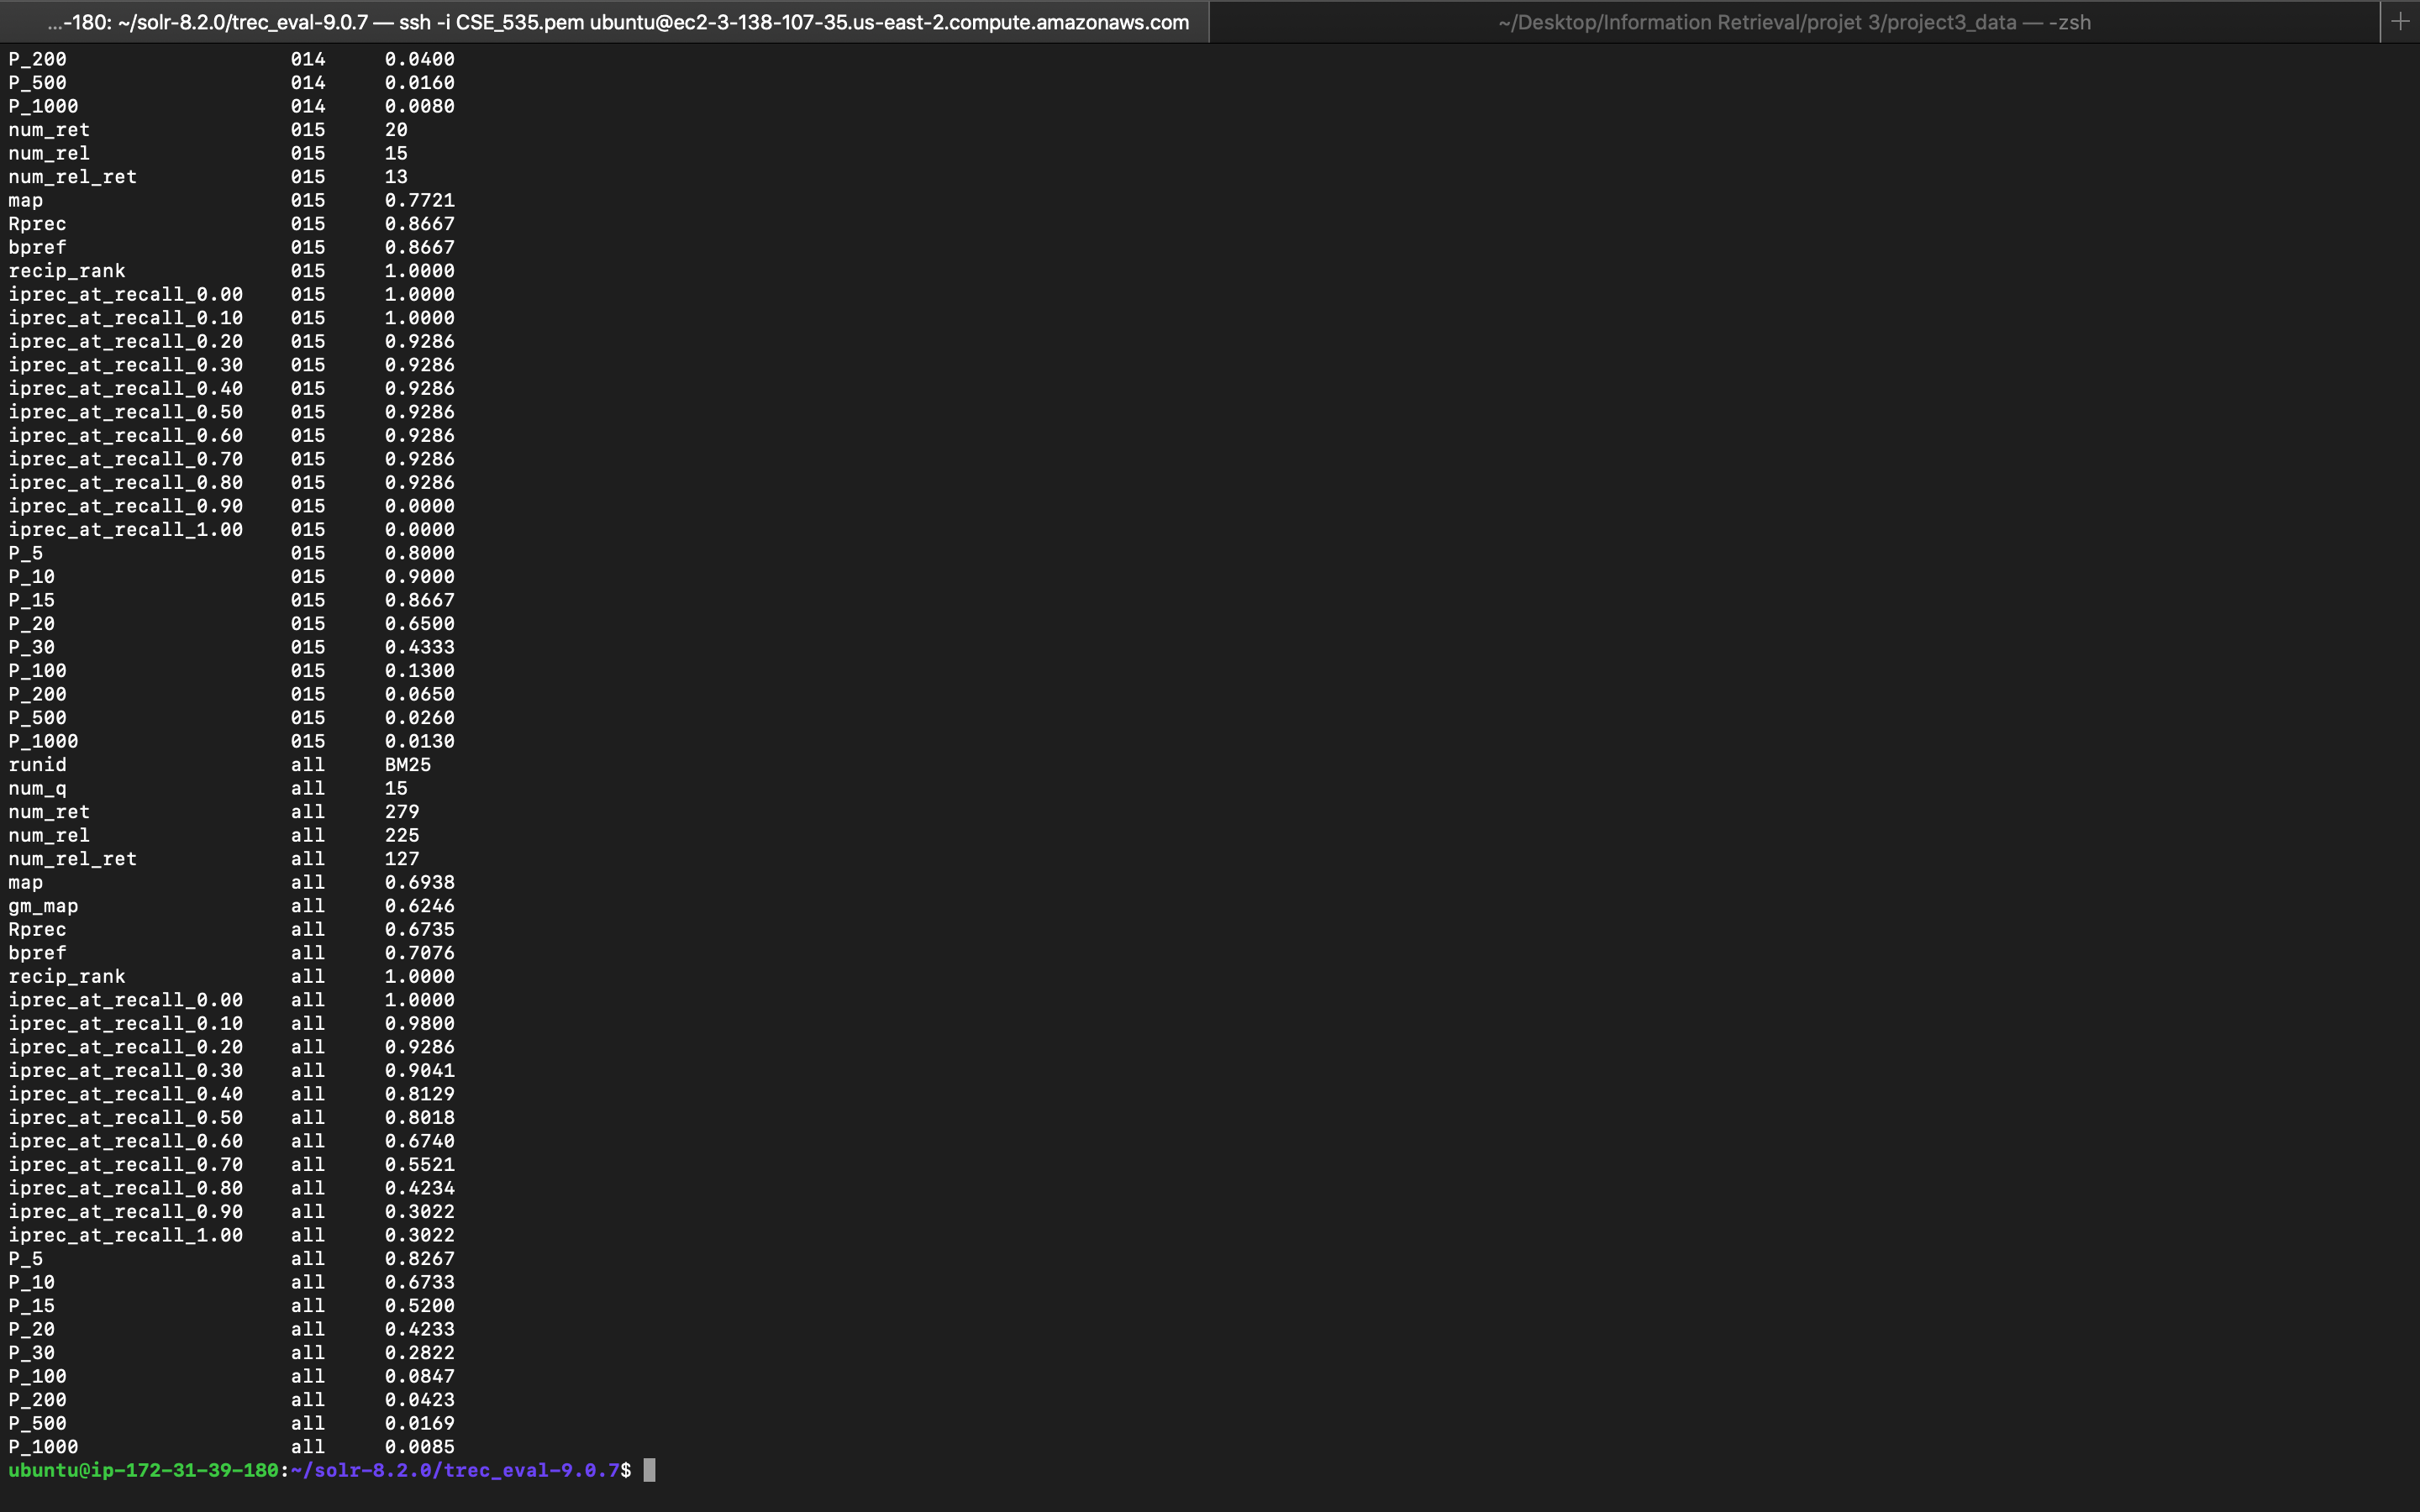 ...-180: ~/solr-8.2.0/trec_eval-9.0.7 — ssh -i CSE_535.pem ubuntu@ec2-3-138-107-35.us-east-2.compute.amazonaws.com
~/Desktop/Information Retrieval/projet 3/project3_data — -zsh
P_200 014 0.0400
P_500 014 0.0160
P_1000 014 0.0080
num_ret 015 20
num_rel 015 15
num_rel_ret 015 13
map 015 0.7721
Rprec 015 0.8667
bpref 015 0.8667
recip_rank 015 1.0000
iprec_at_recall_0.00 015 1.0000
iprec_at_recall_0.10 015 1.0000
iprec_at_recall_0.20 015 0.9286
iprec_at_recall_0.30 015 0.9286
iprec_at_recall_0.40 015 0.9286
iprec_at_recall_0.50 015 0.9286
iprec_at_recall_0.60 015 0.9286
iprec_at_recall_0.70 015 0.9286
iprec_at_recall_0.80 015 0.9286
iprec_at_recall_0.90 015 0.0000
iprec_at_recall_1.00 015 0.0000
P_5 015 0.8000
P_10 015 0.9000
P_15 015 0.8667
P_20 015 0.6500
P_30 015 0.4333
P_100 015 0.1300
P_200 015 0.0650
P_500 015 0.0260
P_1000 015 0.0130
runid all BM25
num_q all 15
num_ret all 279
num_rel all 225
num_rel_ret all 127
map all 0.6938
gm_map all 0.6246
Rprec all 0.6735
bpref all 0.7076
recip_rank all 1.0000
iprec_at_recall_0.00 all 1.0000
iprec_at_recall_0.10 all 0.9800
iprec_at_recall_0.20 all 0.9286
iprec_at_recall_0.30 all 0.9041
iprec_at_recall_0.40 all 0.8129
iprec_at_recall_0.50 all 0.8018
iprec_at_recall_0.60 all 0.6740
iprec_at_recall_0.70 all 0.5521
iprec_at_recall_0.80 all 0.4234
iprec_at_recall_0.90 all 0.3022
iprec_at_recall_1.00 all 0.3022
P_5 all 0.8267
P_10 all 0.6733
P_15 all 0.5200
P_20 all 0.4233
P_30 all 0.2822
P_100 all 0.0847
P_200 all 0.0423
P_500 all 0.0169
P_1000 all 0.0085
ubuntu@ip-172-31-39-180:~/solr-8.2.0/trec_eval-9.0.7$